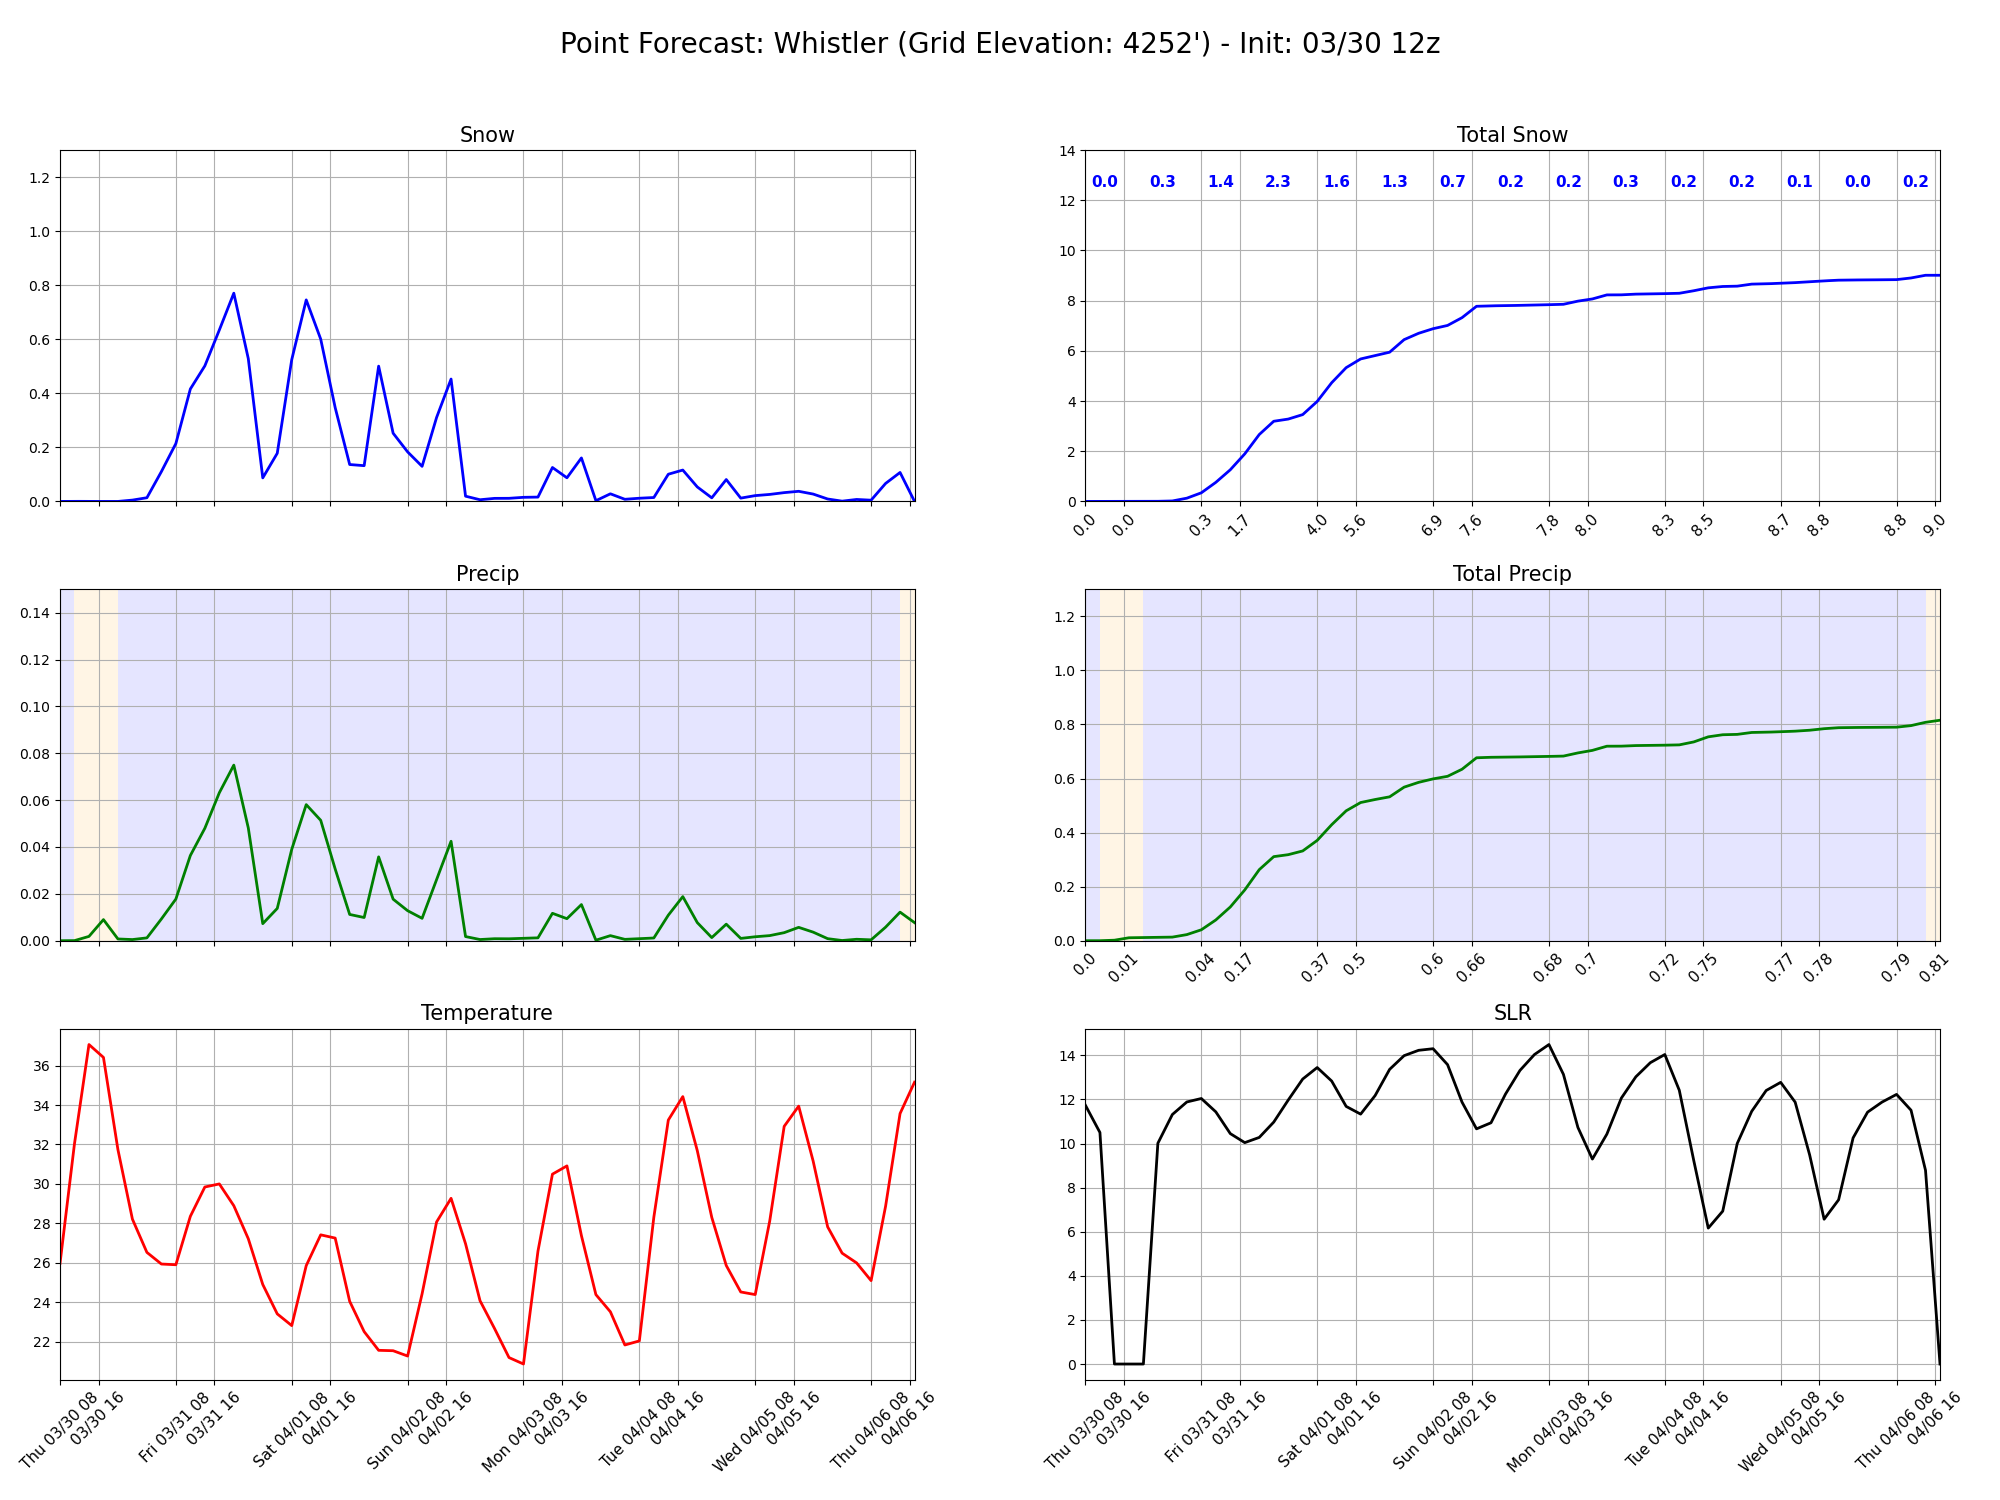 Point Forecast: Whistler (Grid Elevation: 4252') - Init: 03/30 12z
Snow
1.2
1.0
0.8
0.6
0.4
0.2
0.0
Total Snow
14
12
10
8
6
4
2
0
0.0 0.3 1.4 2.3 1.6 1.3 0.7 0.2 0.2 0.3 0.2 0.2 0.1 0.0 0.2
0.0 0.0 0.3 1.7 4.0 5.6 6.9 7.6 7.8 8.0 8.3 8.5 8.7 8.8 8.8 9.0
Precip
0.14
0.12
0.10
0.08
0.06
0.04
0.02
0.00
Total Precip
1.2
1.0
0.8
0.6
0.4
0.2
0.0
0.0 0.01 0.04 0.17 0.37 0.5 0.6 0.66 0.68 0.7 0.72 0.75 0.77 0.78 0.79 0.81
Temperature
36
34
32
30
28
26
24
22
Thu 03/30 08
03/30 16
Fri 03/31 08
03/31 16
Sat 04/01 08
04/01 16
Sun 04/02 08
04/02 16
Mon 04/03 08
04/03 16
Tue 04/04 08
04/04 16
Wed 04/05 08
04/05 16
Thu 04/06 08
04/06 16
SLR
14
12
10
8
6
4
2
0
Thu 03/30 08
03/30 16
Fri 03/31 08
03/31 16
Sat 04/01 08
04/01 16
Sun 04/02 08
04/02 16
Mon 04/03 08
04/03 16
Tue 04/04 08
04/04 16
Wed 04/05 08
04/05 16
Thu 04/06 08
04/06 16